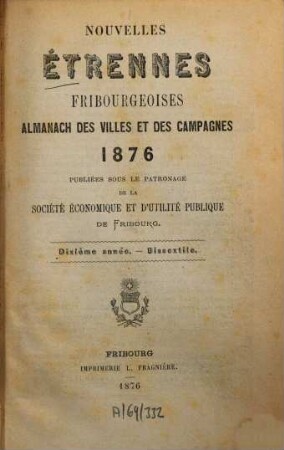 NOUVELLES
ÉTRENNES
FRIBOURGEOISES
ALMANACH DES VILLES ET DES CAMPAGNES
1876
PUBLIÉES SOUS LE PATRONAGE
DE LA
SOCIÉTÉ ÉCONOMIQUE ET D'UTILITÉ PUBLIQUE
DE FRIBOURG.
Dixième année. — Bissextile.
FRIBOURG
IMPRIMERIE L. FRAGNIÈRE.
1876
A/64/332